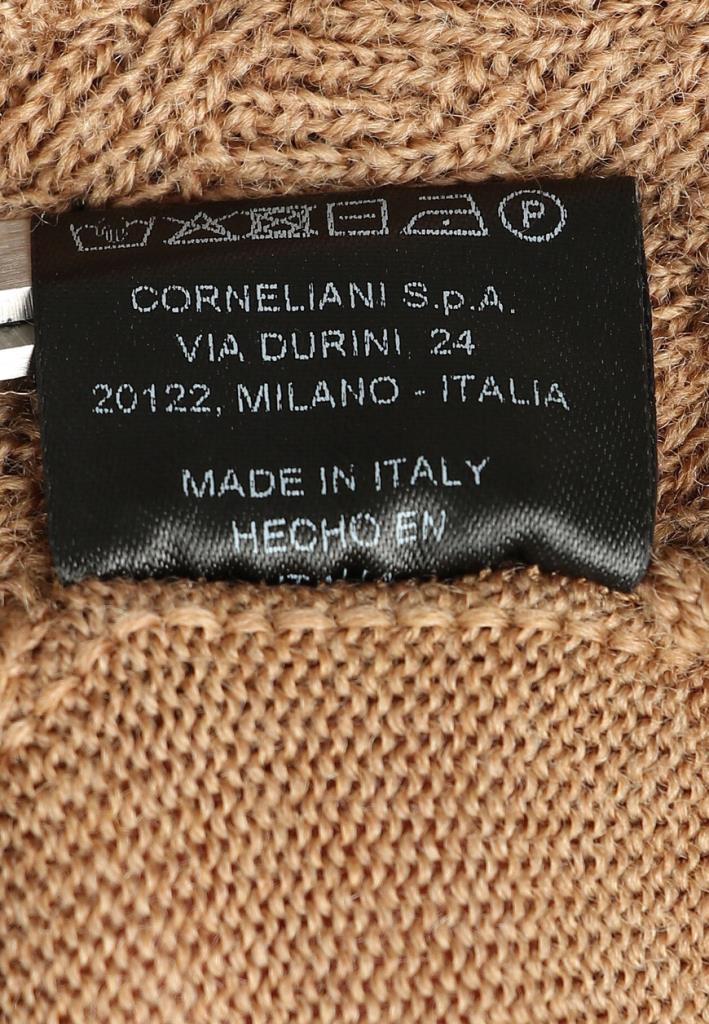 P
CORNELIANI S.p.A.
VIA DURINI 24
20122, MILANO - ITALIA
MADE IN ITALY
HECHO EN